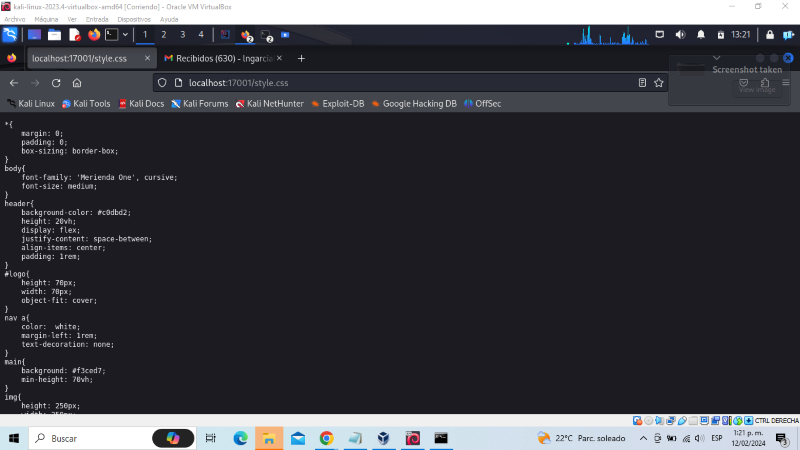 kali-linux-2023.4-virtualbox-amd64 [Corriendo] - Oracle VM VirtualBox
Archivo Máquina Ver Entrada Dispositivos Ayuda
1 2 3 4
2
2
13:21
localhost:17001/style.css
Recibidos (630) - lngarcia
Screenshot taken
View image
localhost:17001/style.css
Kali Linux Kali Tools Kali Docs Kali Forums Kali NetHunter Exploit-DB Google Hacking DB OffSec
*{
margin: 0;
padding: 0;
box-sizing: border-box;
}
body{
font-family: 'Merienda One', cursive;
font-size: medium;
}
header{
background-color: #c0dbd2;
height: 20vh;
display: flex;
justify-content: space-between;
align-items: center;
padding: 1rem;
}
#logo{
height: 70px;
width: 70px;
object-fit: cover;
}
nav a{
color: white;
margin-left: 1rem;
text-decoration: none;
}
main{
background: #f3ced7;
min-height: 70vh;
}
img{
height: 250px;
CTRL DERECHA
Buscar
22°C Parc. soleado
ESP
1:21 p. m.
12/02/2024
3